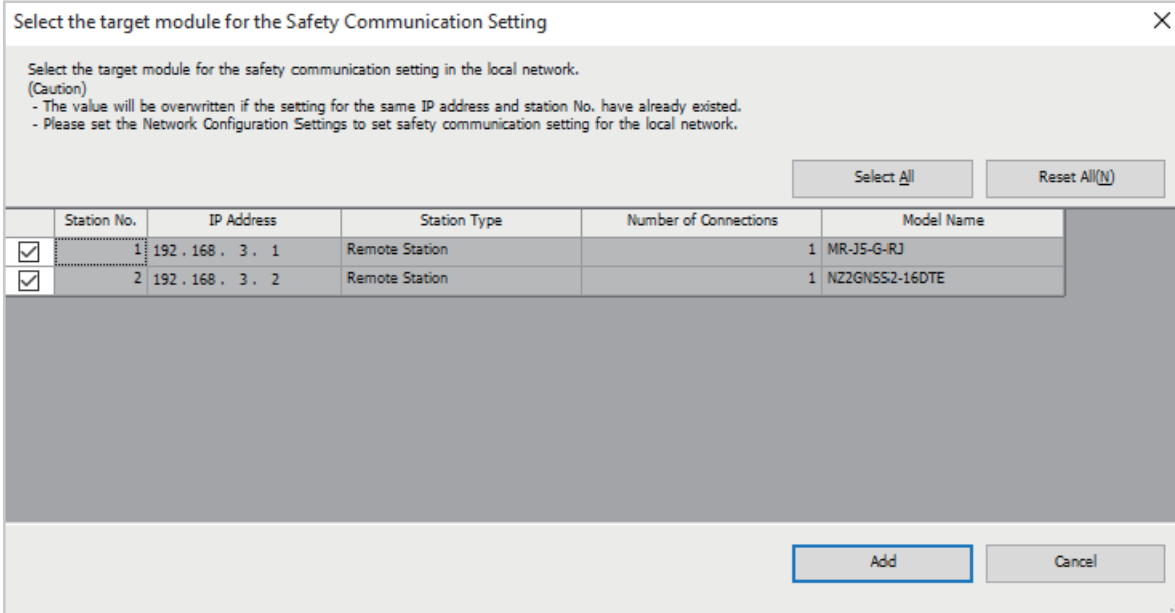 Select the target module for the Safety Communication Setting
Select the target module for the safety communication setting in the local network.
(Caution)
- The value will be overwritten if the setting for the same IP address and station No. have already existed.
- Please set the Network Configuration Settings to set safety communication setting for the local network.
Select All Reset All(N)
Station No. IP Address Station Type Number of Connections Model Name
1 192 . 168 . 3 . 1 Remote Station 1 MR-J5-G-RJ
2 192 . 168 . 3 . 2 Remote Station 1 NZ2GNSS2-16DTE
Add Cancel